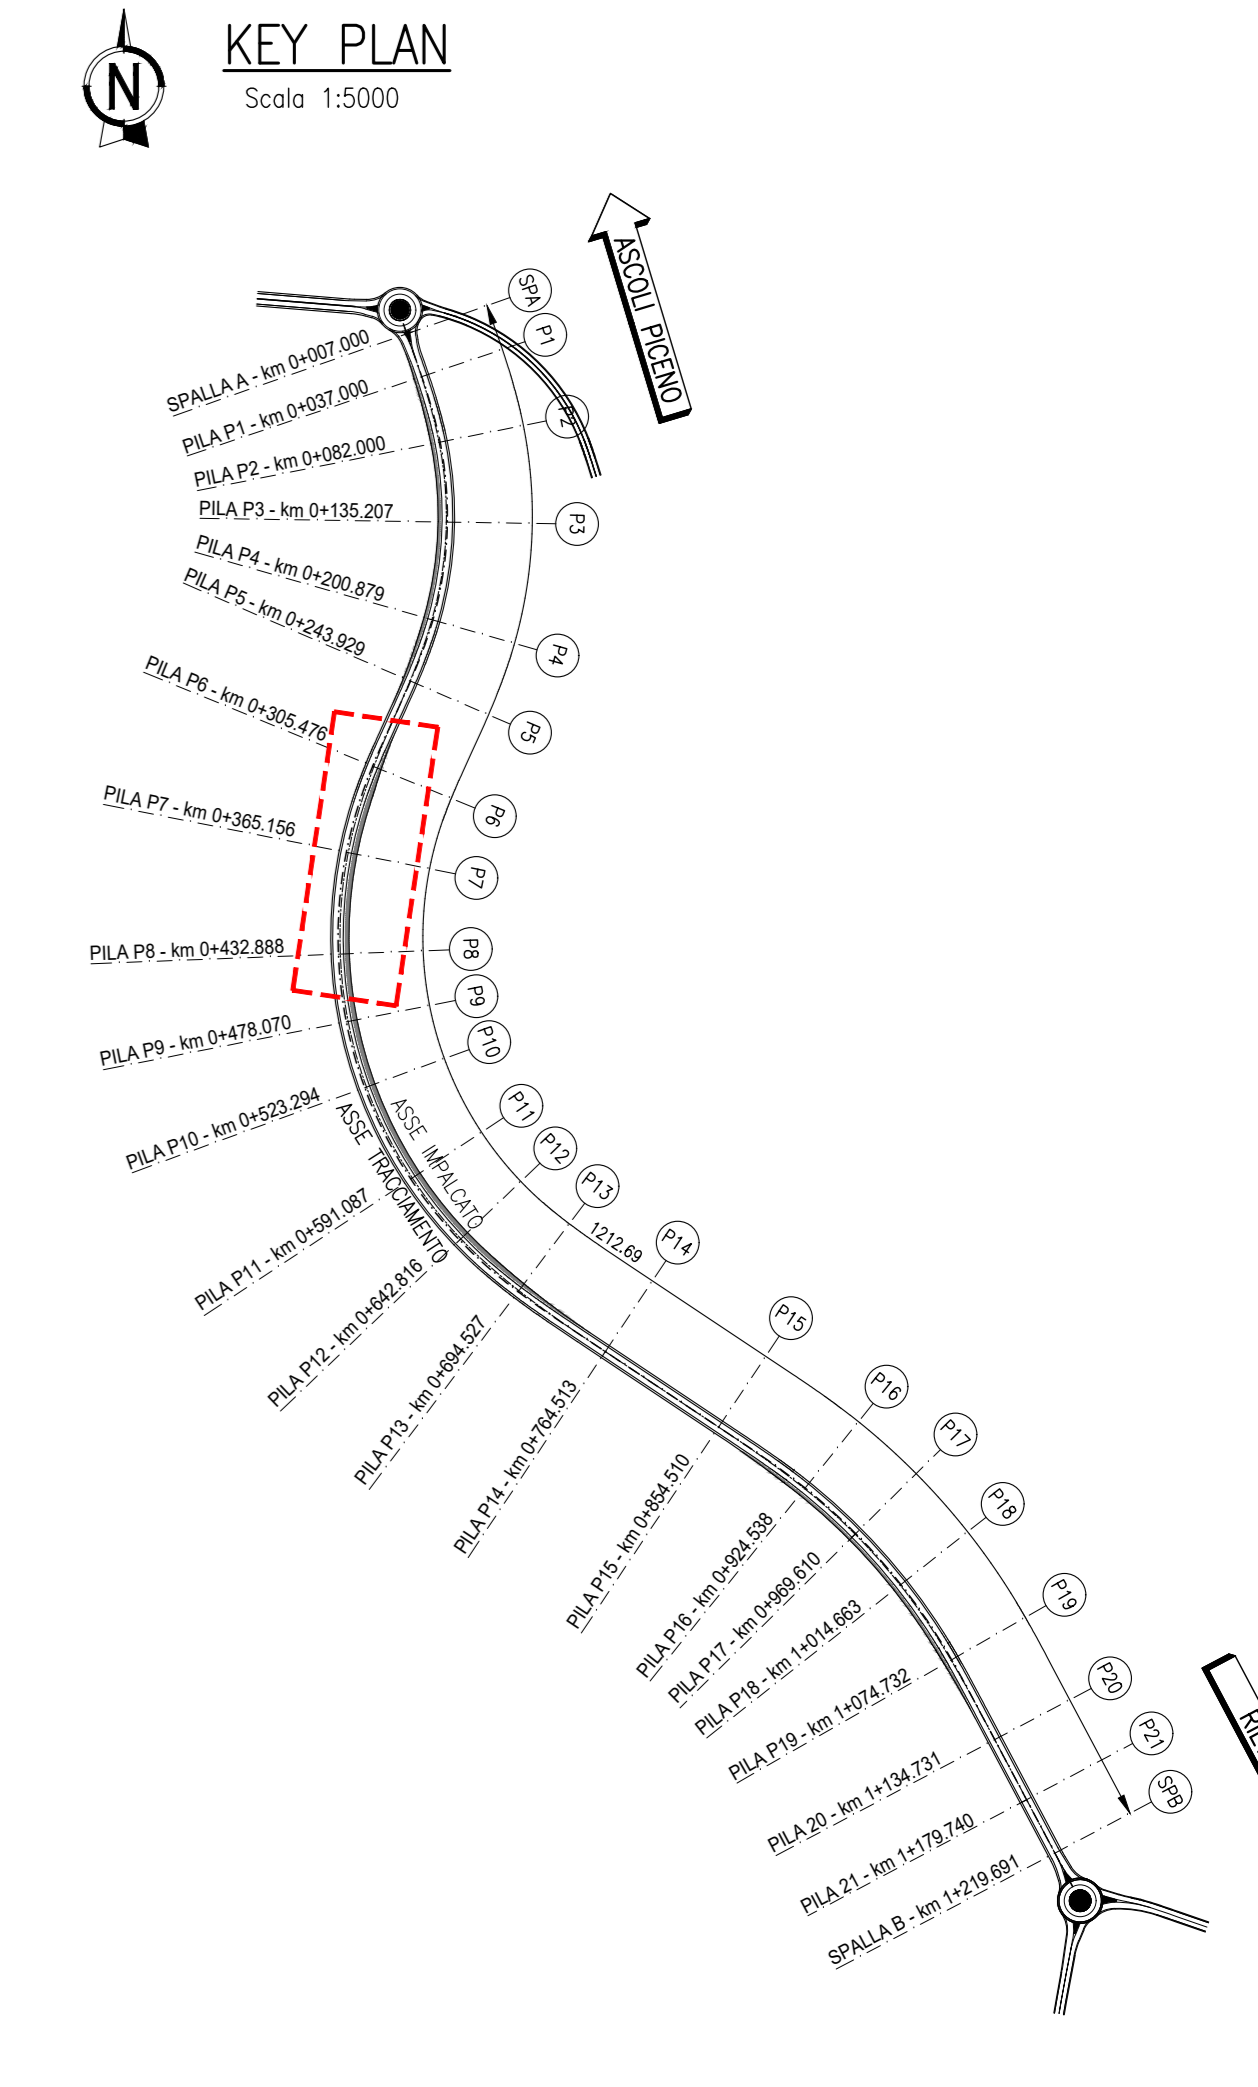 N
KEY PLAN
Scala 1:5000
ASCOLI PICENO
SPA
P1
P2
P3
P4
P5
P6
P7
P8
P9
P10
P11
P12
P13
P14
P15
P16
P17
P18
P19
P20
P21
SPB
SPALLA A - km 0+007.000
PILA P1 - km 0+037.000
PILA P2 - km 0+082.000
PILA P3 - km 0+135.207
PILA P4 - km 0+200.879
PILA P5 - km 0+243.929
PILA P6 - km 0+305.476
PILA P7 - km 0+365.156
PILA P8 - km 0+432.888
PILA P9 - km 0+478.070
PILA P10 - km 0+523.294
PILA P11 - km 0+591.087
PILA P12 - km 0+642.816
PILA P13 - km 0+694.527
PILA P14 - km 0+764.513
PILA P15 - km 0+854.510
PILA P16 - km 0+924.538
PILA P17 - km 0+969.610
PILA P18 - km 1+014.663
PILA P19 - km 1+074.732
PILA 20 - km 1+134.731
PILA 21 - km 1+179.740
SPALLA B - km 1+219.691
ASSE IMPALCATO
ASSE TRACCIAMENTO
1212.69